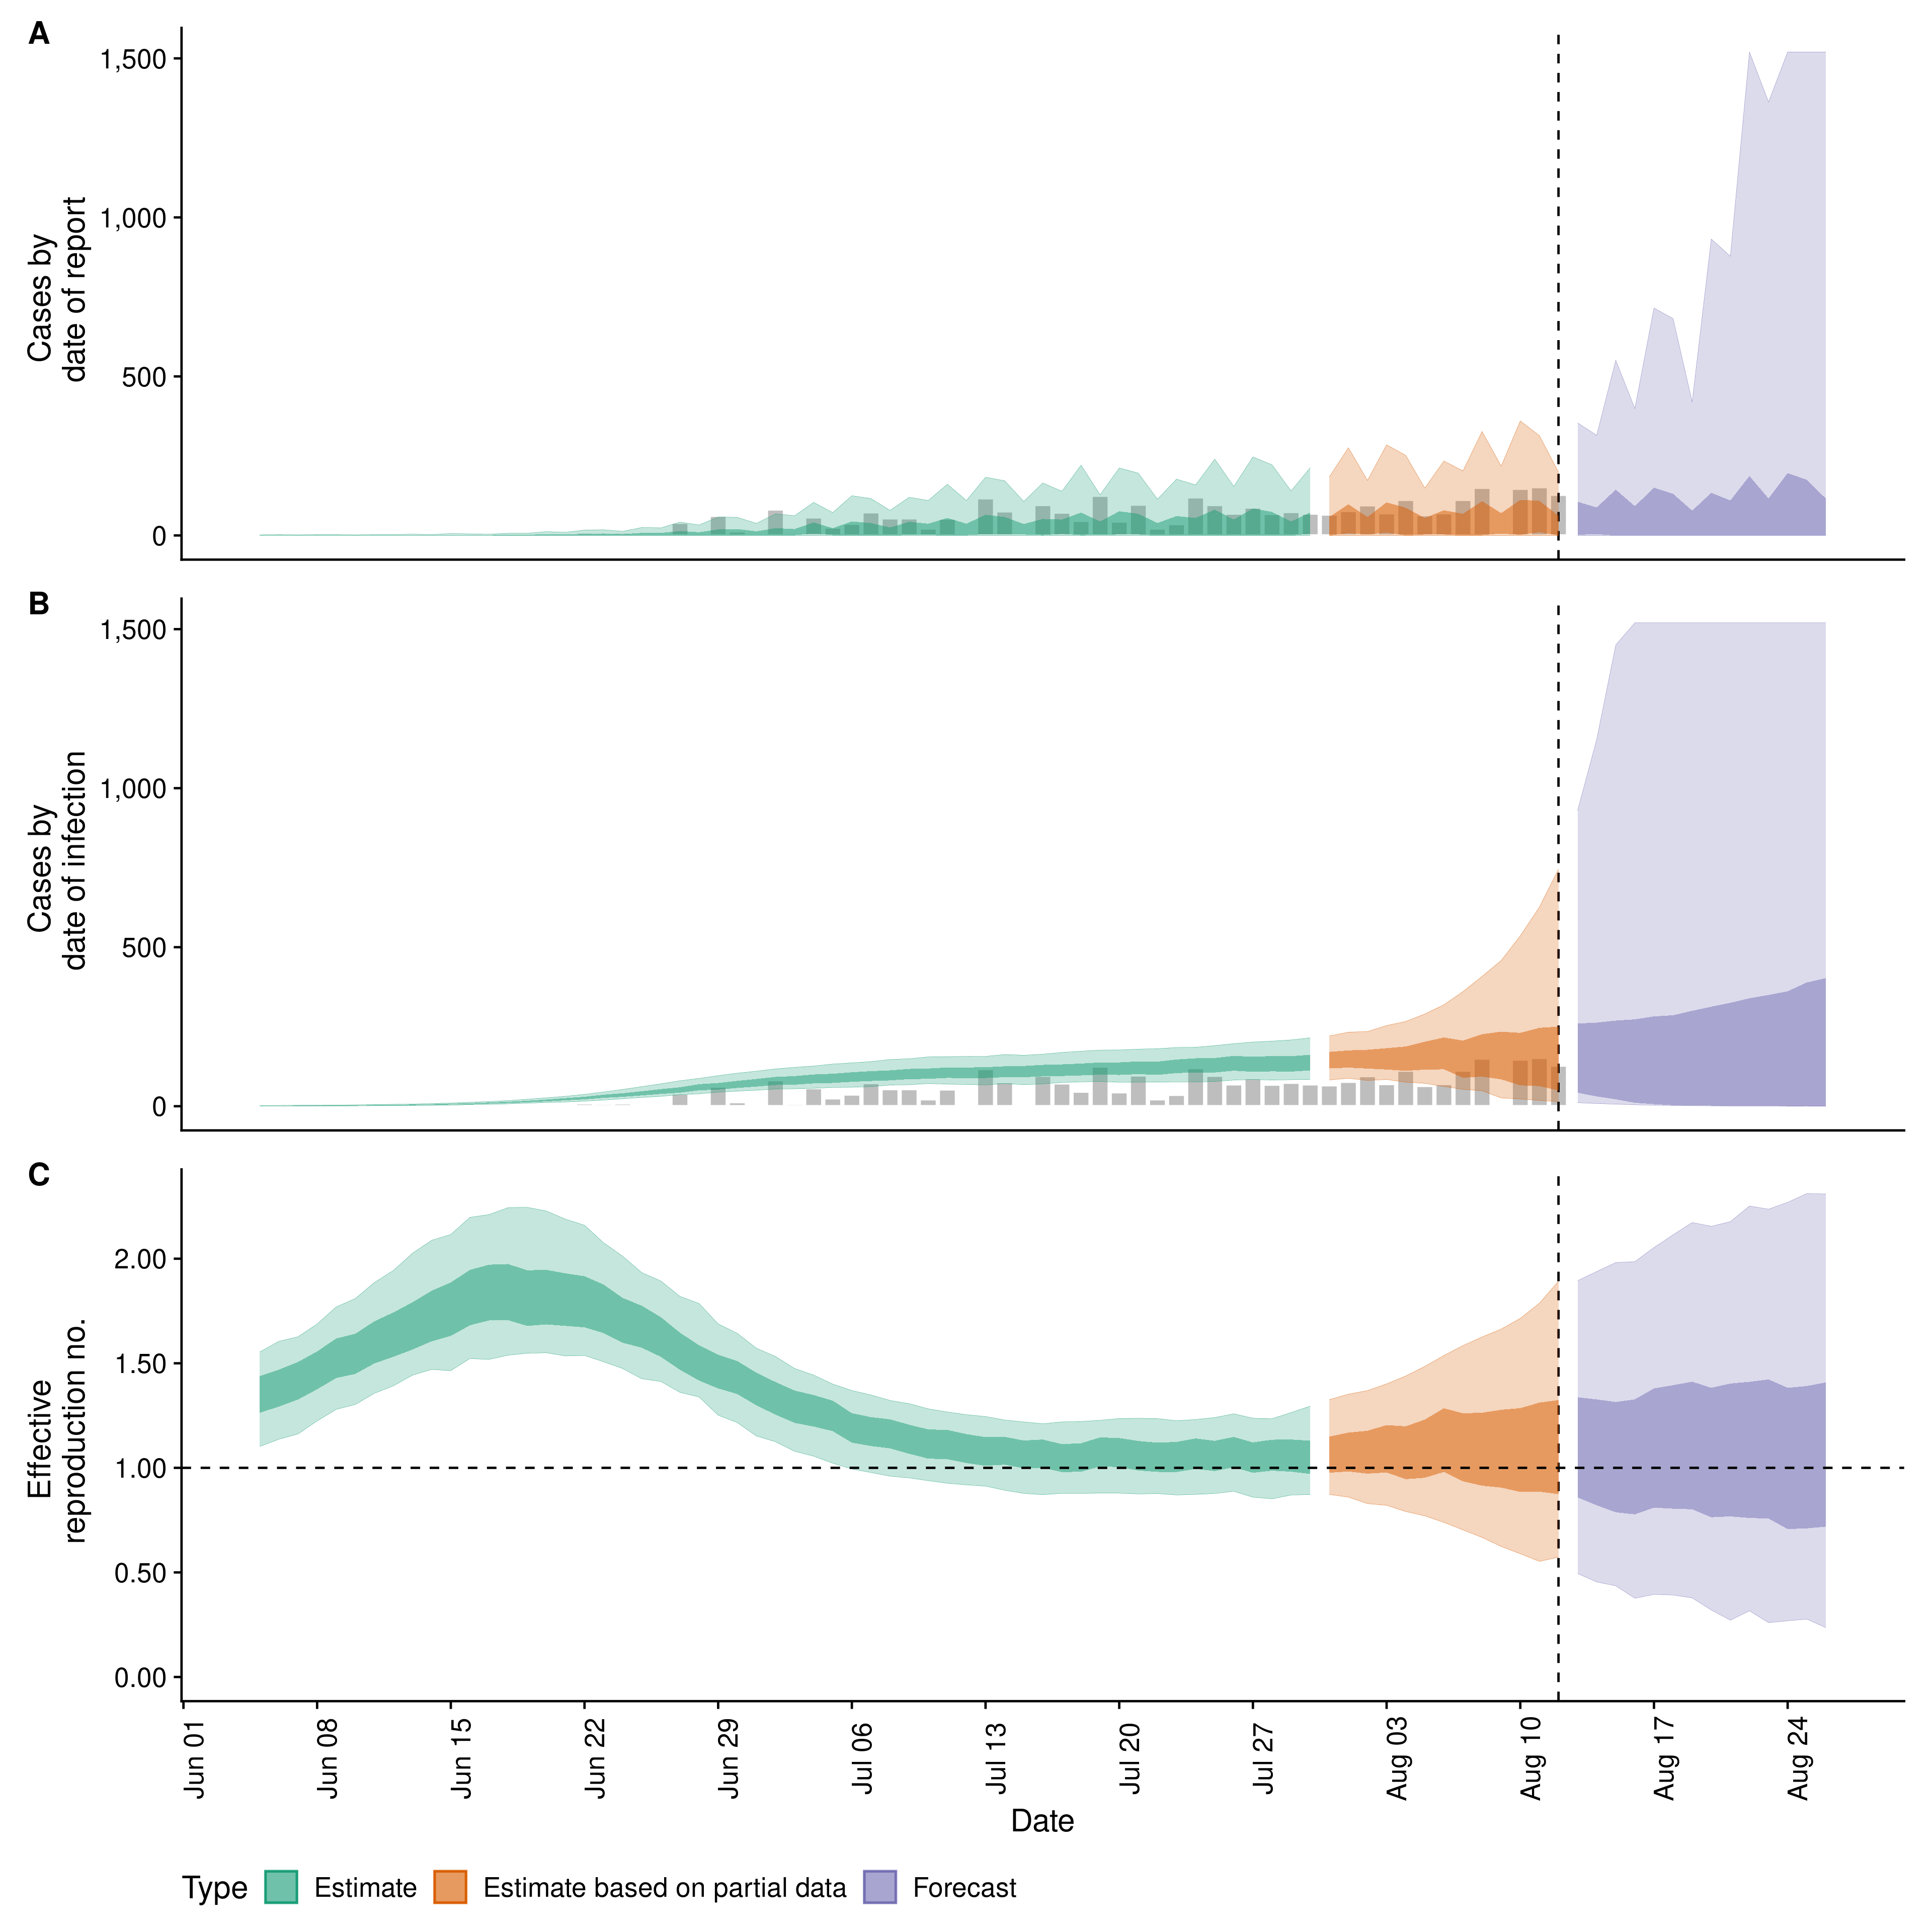 A
1,500
1,000
500
0
Cases by
date of report
B
1,500
1,000
500
0
Cases by
date of infection
C
2.00
1.50
1.00
0.50
0.00
Effective
reproduction no.
Jun 01
Jun 08
Jun 15
Jun 22
Jun 29
Jul 06
Jul 13
Jul 20
Jul 27
Aug 03
Aug 10
Aug 17
Aug 24
Date
Type Estimate Estimate based on partial data Forecast